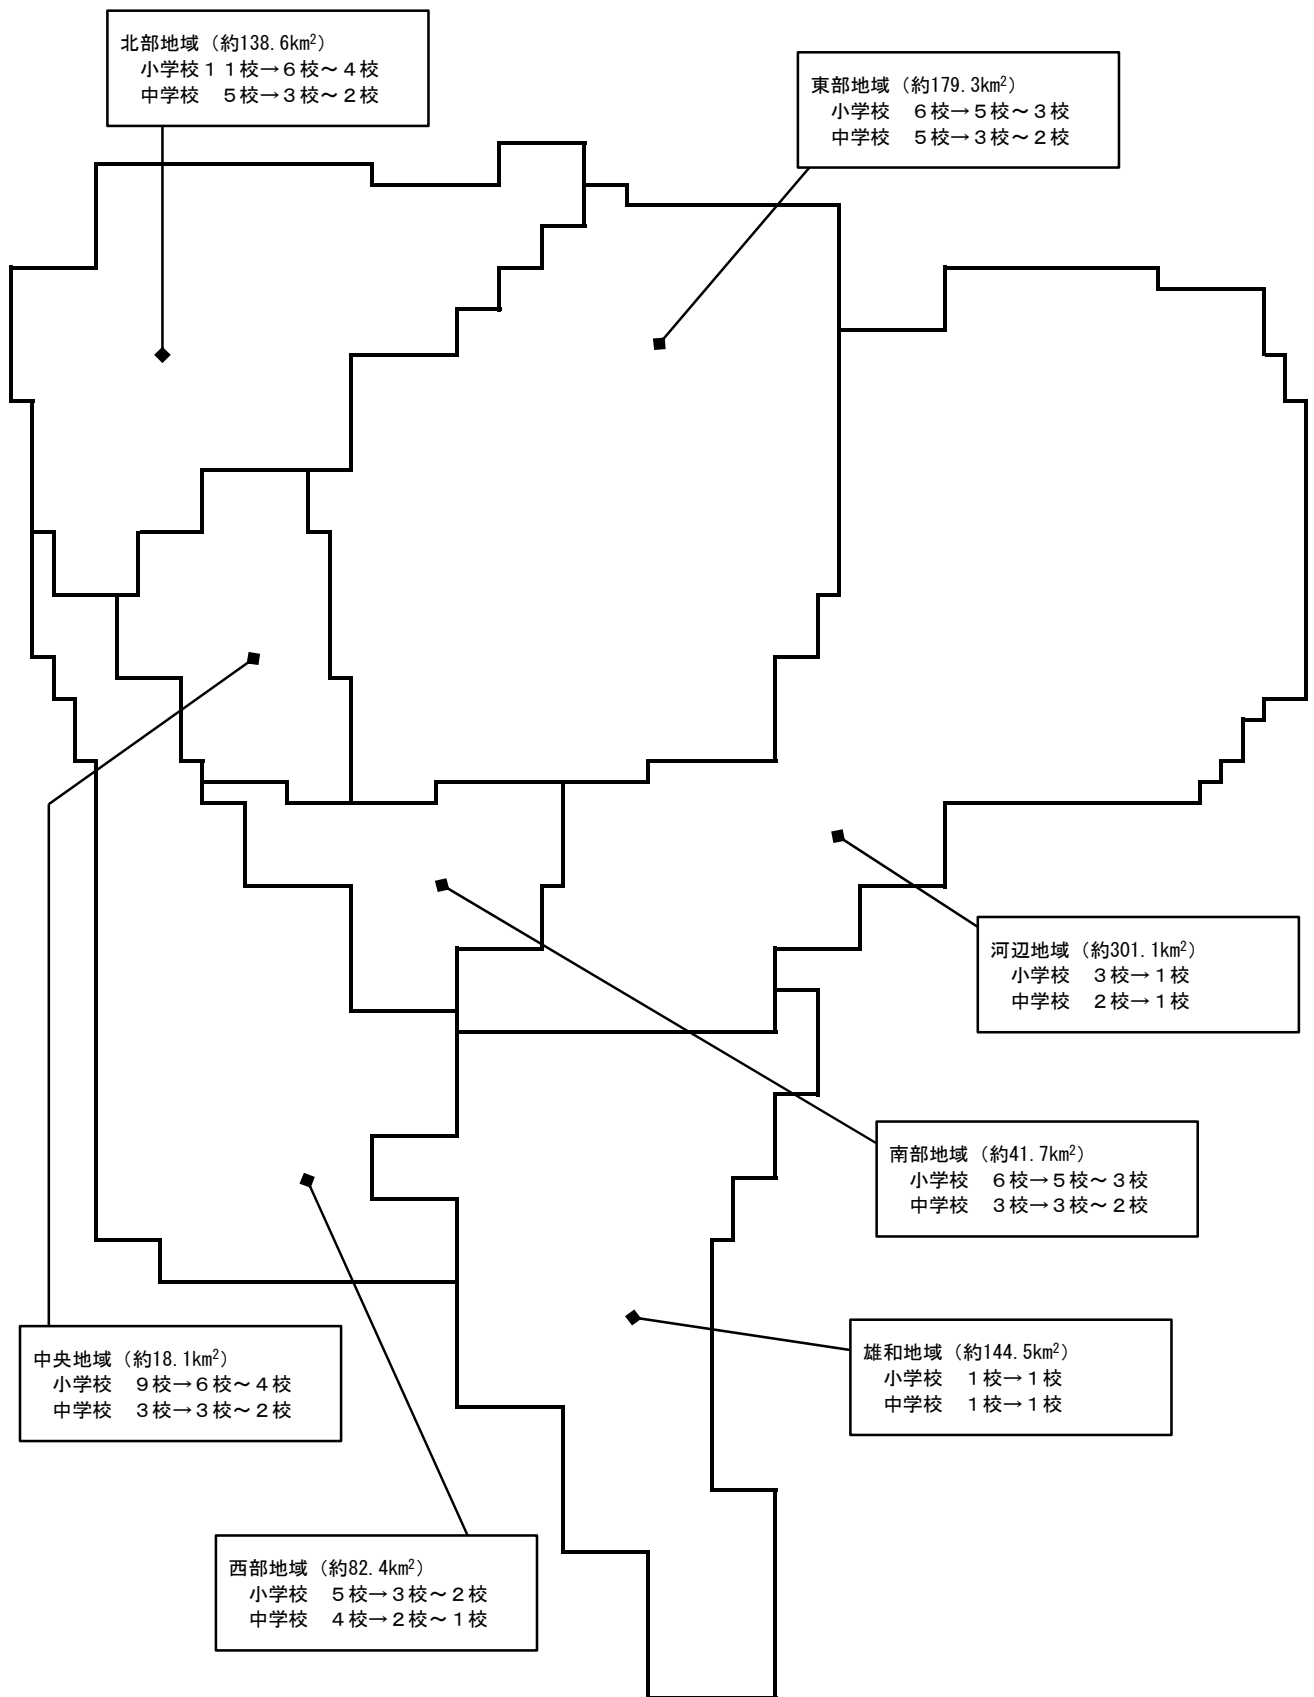 北部地域（約138.6km²）
小学校１１校→６校～４校
中学校　５校→３校～２校
東部地域（約179.3km²）
小学校　６校→５校～３校
中学校　５校→３校～２校
河辺地域（約301.1km²）
小学校　３校→１校
中学校　２校→１校
南部地域（約41.7km²）
小学校　６校→５校～３校
中学校　３校→３校～２校
雄和地域（約144.5km²）
小学校　１校→１校
中学校　１校→１校
中央地域（約18.1km²）
小学校　９校→６校～４校
中学校　３校→３校～２校
西部地域（約82.4km²）
小学校　５校→３校～２校
中学校　４校→２校～１校